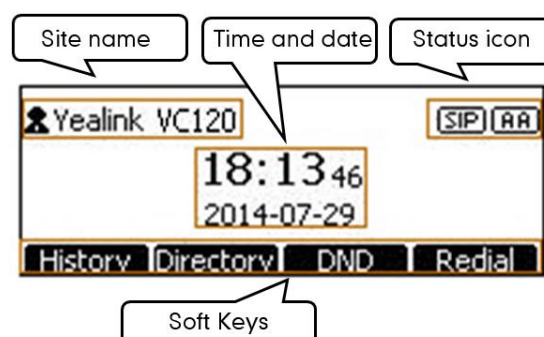 Site name
Time and date
Status icon
Yealink VC120
SIP AA
18:13 46
2014-07-29
History Directory DND Redial
Soft Keys